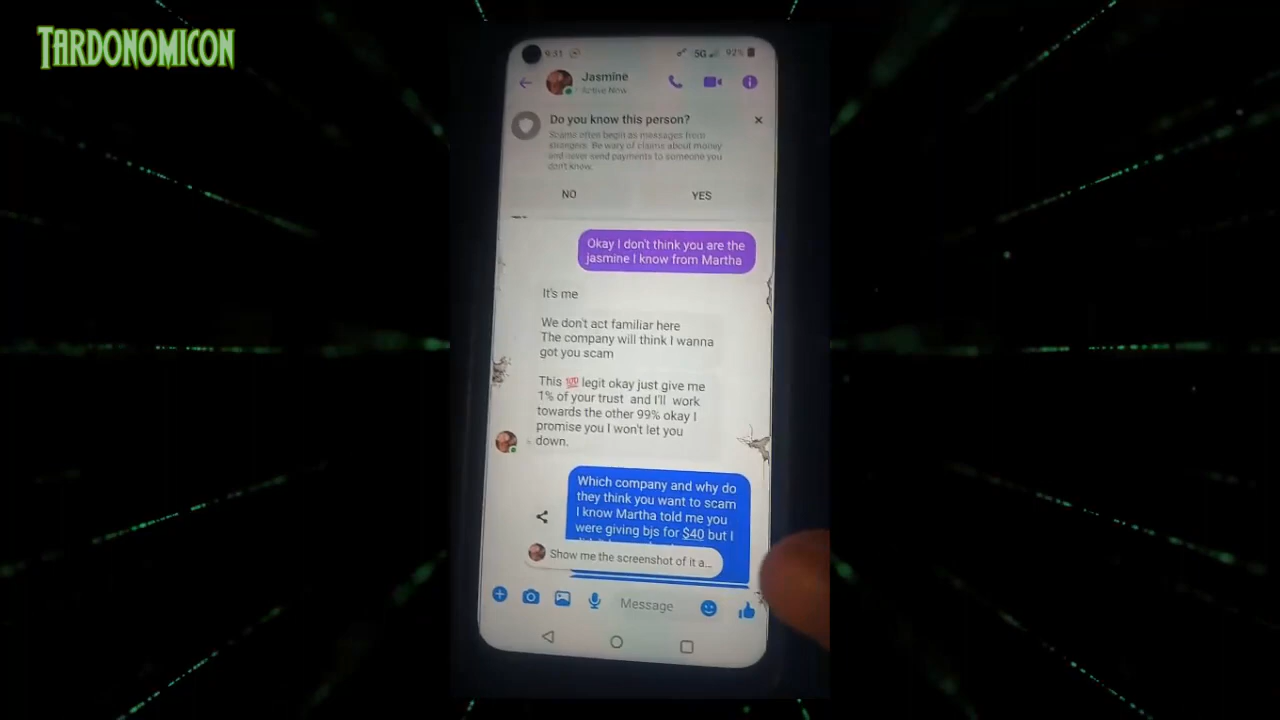 TARDONOMICON
9:31 5G 92%
Jasmine
Active Now
Do you know this person?
Scams often begin as messages from
strangers. Be wary of claims about money
and never send payments to someone you
don't know.
NO YES
Okay I don't think you are the
jasmine I know from Martha
It's me
We don't act familiar here
The company will think I wanna
got you scam
This 💯 legit okay just give me
1% of your trust and I'll work
towards the other 99% okay I
promise you I won't let you
down.
Which company and why do
they think you want to scam
I know Martha told me you
were giving bjs for $40 but I
Show me the screenshot of it a...
Message